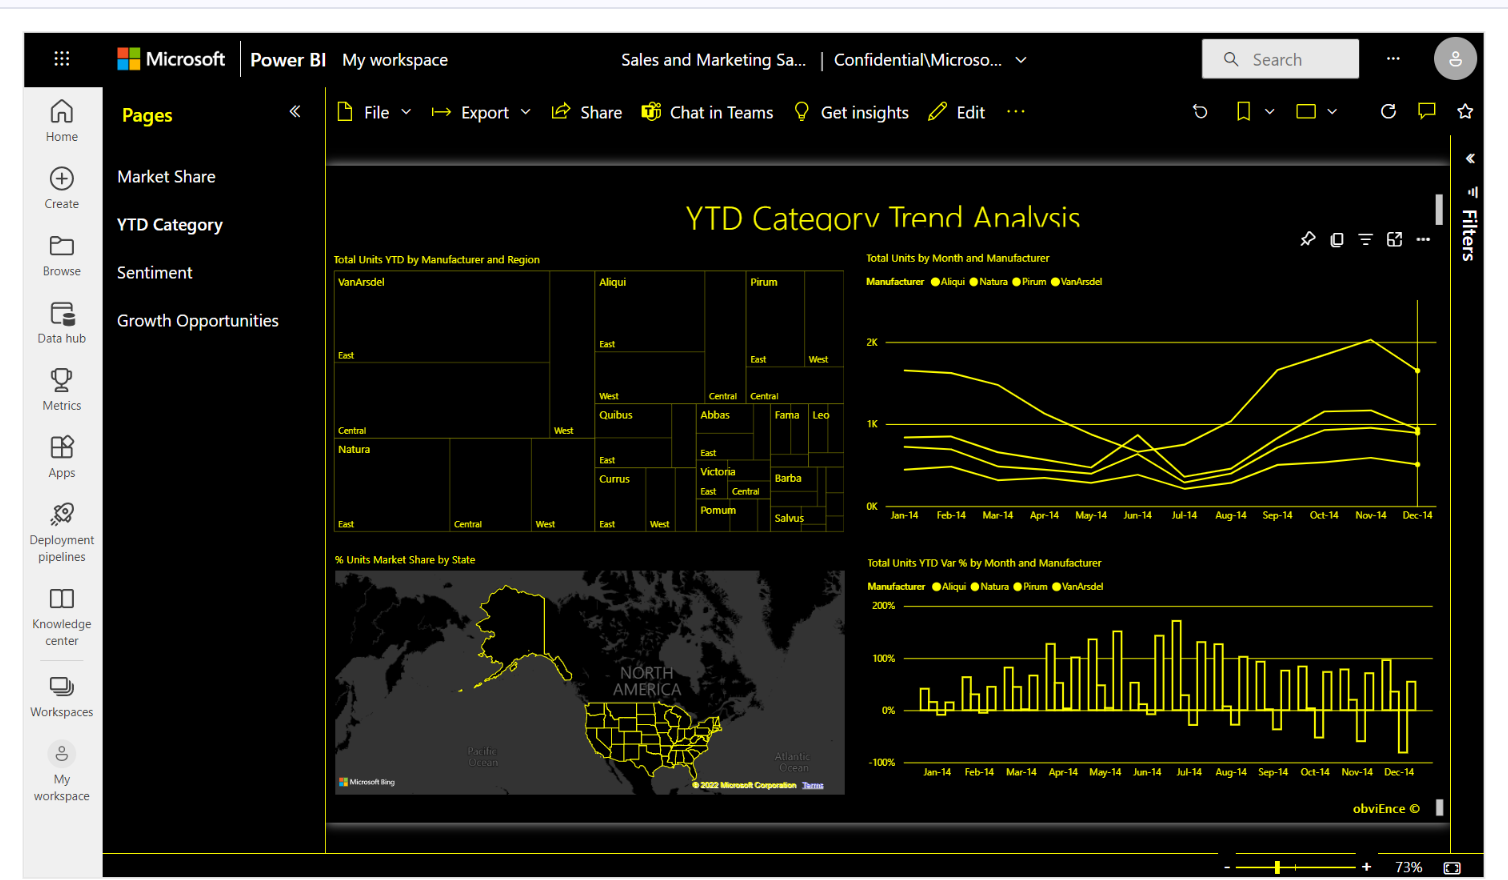 Microsoft Power BI My workspace
Sales and Marketing Sa... | Confidential\Microso...
Search
Home
Create
Browse
Data hub
Metrics
Apps
Deployment
pipelines
Knowledge
center
Workspaces
My
workspace
Pages
Market Share
YTD Category
Sentiment
Growth Opportunities
File Export Share Chat in Teams Get insights Edit
Filters
YTD Category Trend Analysis
Total Units YTD by Manufacturer and Region
VanArsdel
East
Central
West
Natura
East Central West
Aliqui
East
West Central
Pirum
East West
Central
Quibus
East
Currus
East West
Abbas
East
Victoria
East Central
Pomum
Fama
Leo
Barba
Salvus
Total Units by Month and Manufacturer
Manufacturer Aliqui Natura Pirum VanArsdel
2K
1K
0K
Jan-14 Feb-14 Mar-14 Apr-14 May-14 Jun-14 Jul-14 Aug-14 Sep-14 Oct-14 Nov-14 Dec-14
% Units Market Share by State
NORTH
AMERICA
Pacific
Ocean
Atlantic
Ocean
Microsoft Bing
© 2022 Microsoft Corporation Terms
Total Units YTD Var % by Month and Manufacturer
Manufacturer Aliqui Natura Pirum VanArsdel
200%
100%
0%
-100%
Jan-14 Feb-14 Mar-14 Apr-14 May-14 Jun-14 Jul-14 Aug-14 Sep-14 Oct-14 Nov-14 Dec-14
obviEnce ©
- + 73%